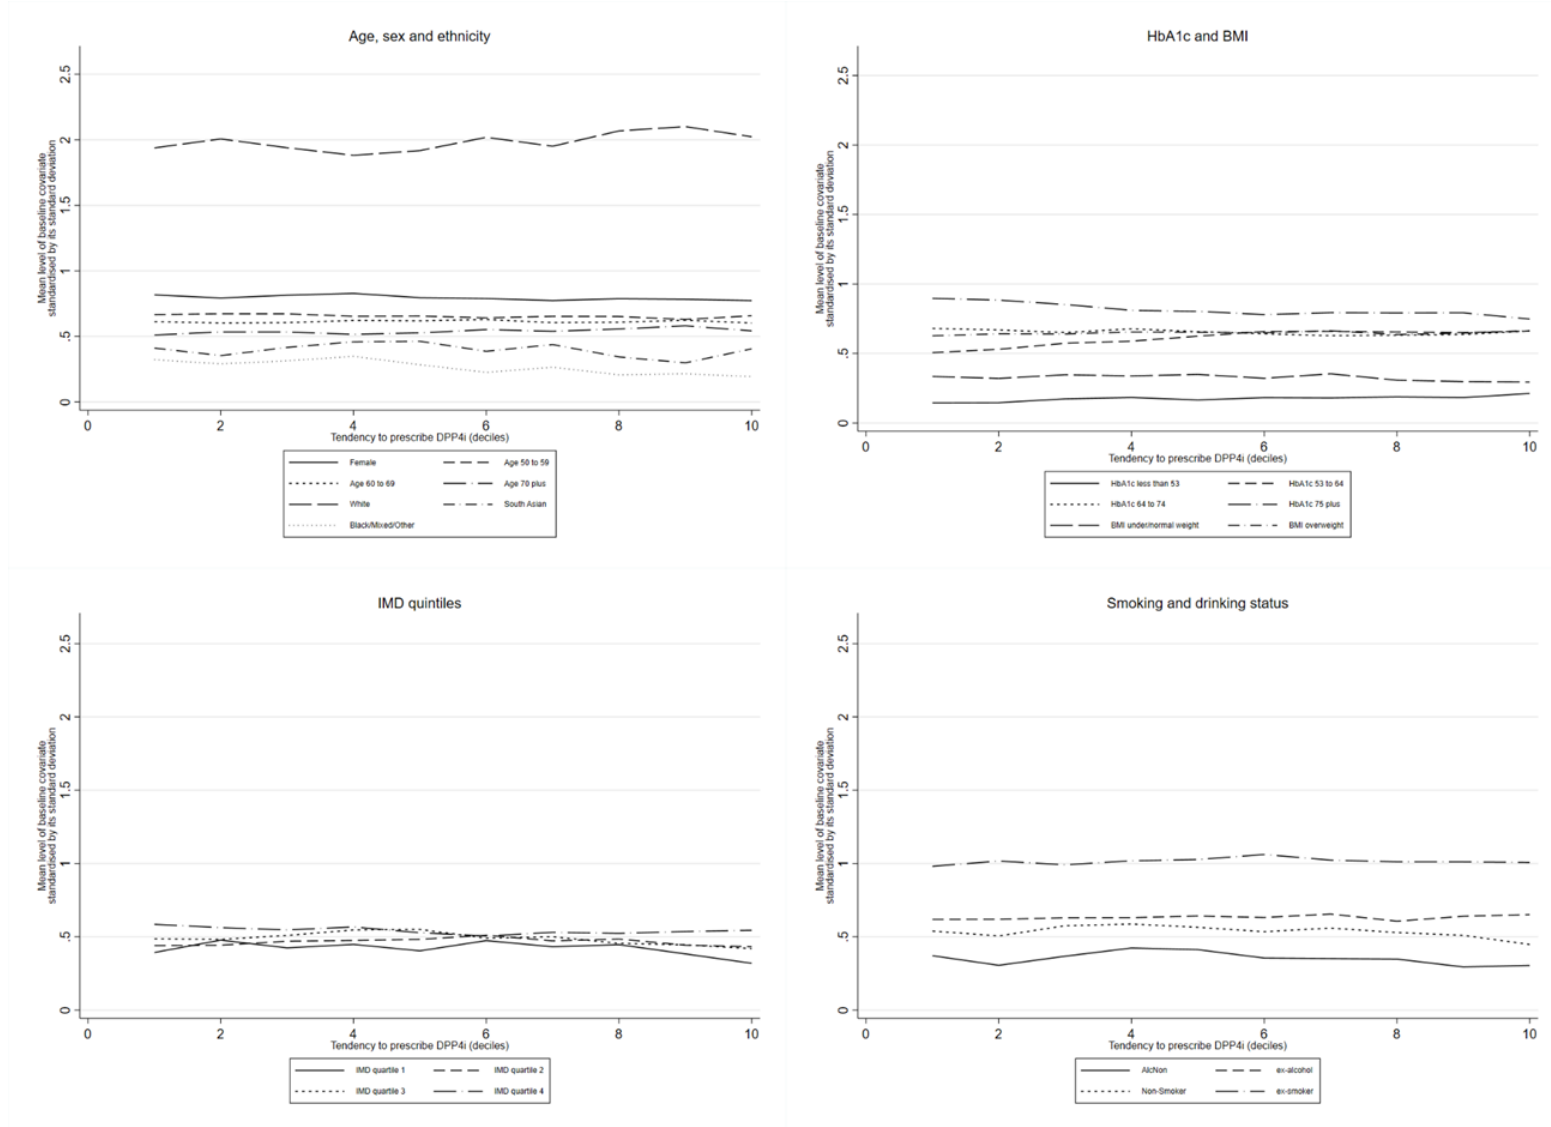 Age, sex and ethnicity
Mean level of baseline covariate
standardised by its standard deviation
0 .5 1 1.5 2 2.5
0 2 4 6 8 10
Tendency to prescribe DPP4i (deciles)
Female Age 50 to 59
Age 60 to 69 Age 70 plus
White South Asian
Black/Mixed/Other
HbA1c and BMI
Mean level of baseline covariate
standardised by its standard deviation
0 .5 1 1.5 2 2.5
0 2 4 6 8 10
Tendency to prescribe DPP4i (deciles)
HbA1c less than 53 HbA1c 53 to 64
HbA1c 64 to 74 HbA1c 75 plus
BMI under/normal weight BMI overweight
IMD quintiles
Mean level of baseline covariate
standardised by its standard deviation
0 .5 1 1.5 2 2.5
0 2 4 6 8 10
Tendency to prescribe DPP4i (deciles)
IMD quartile 1 IMD quartile 2
IMD quartile 3 IMD quartile 4
Smoking and drinking status
Mean level of baseline covariate
standardised by its standard deviation
0 .5 1 1.5 2 2.5
0 2 4 6 8 10
Tendency to prescribe DPP4i (deciles)
AlcNon ex-alcohol
Non-Smoker ex-smoker